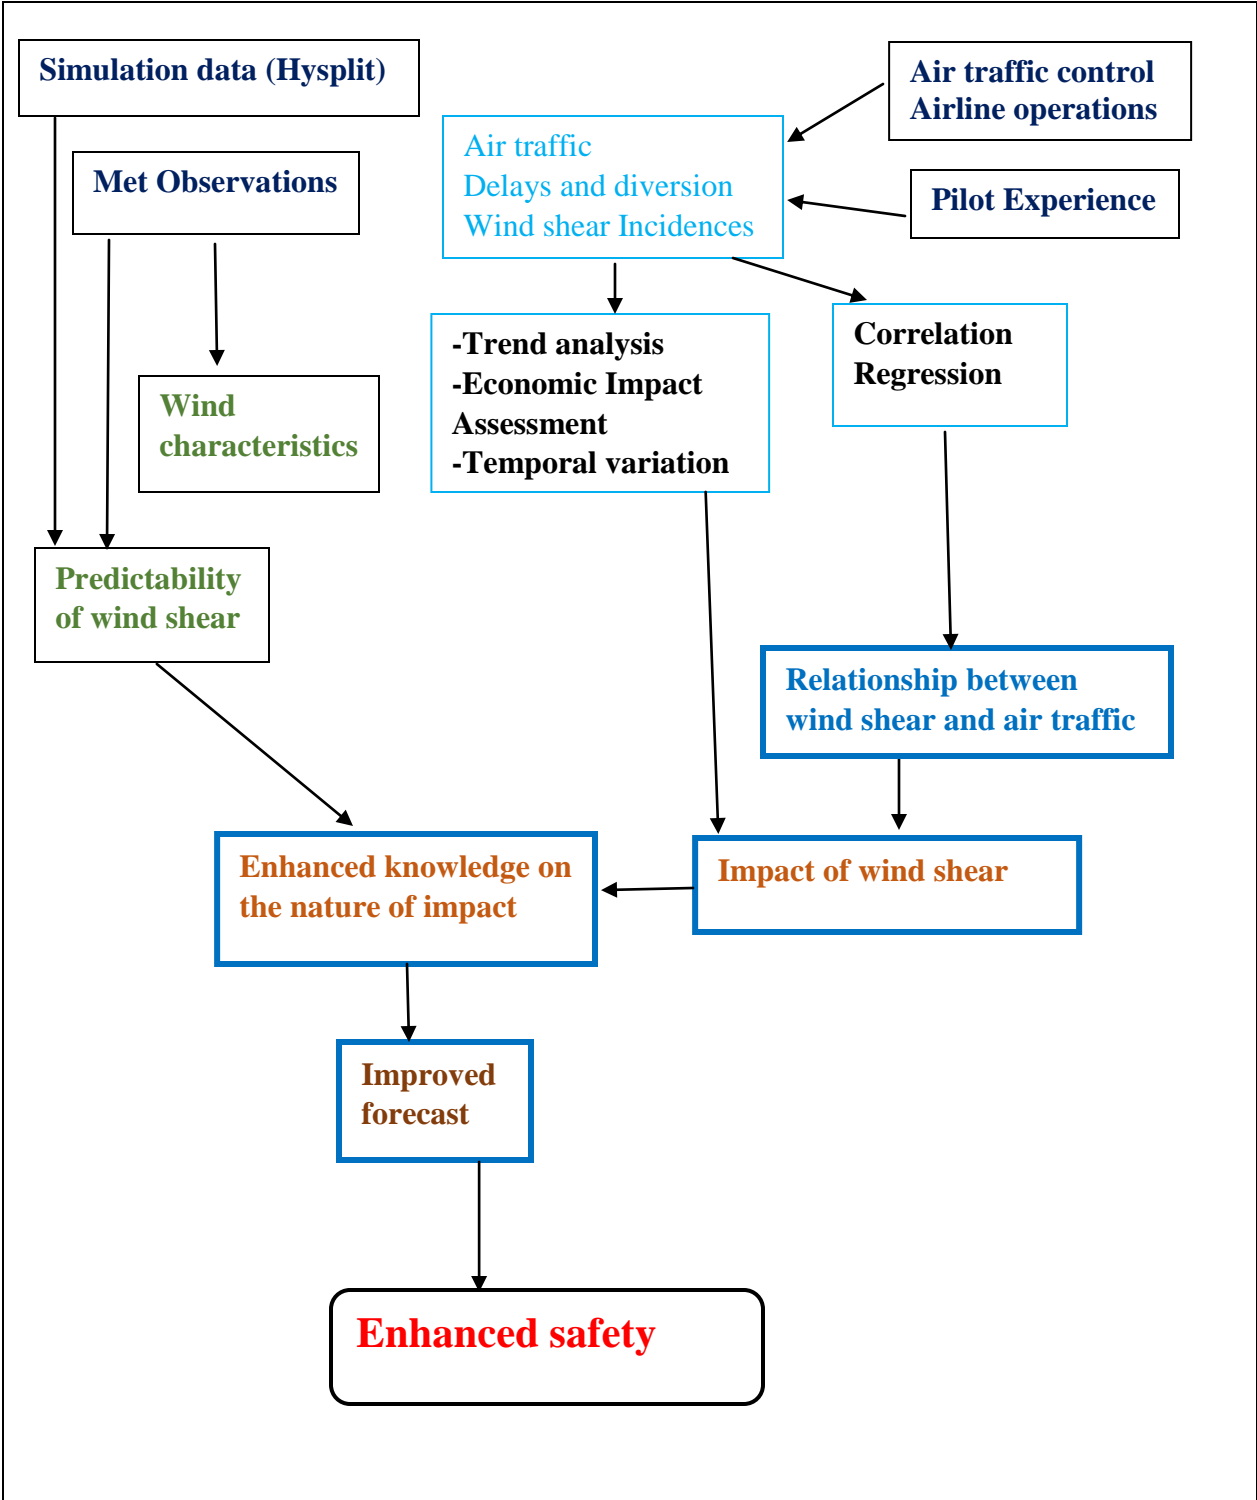 Simulation data (Hysplit)
Air traffic control
Airline operations
Met Observations
Air traffic
Delays and diversion
Wind shear Incidences
Pilot Experience
Wind
characteristics
-Trend analysis
-Economic Impact
Assessment
-Temporal variation
Correlation
Regression
Predictability
of wind shear
Relationship between
wind shear and air traffic
Enhanced knowledge on
the nature of impact
Impact of wind shear
Improved
forecast
Enhanced safety